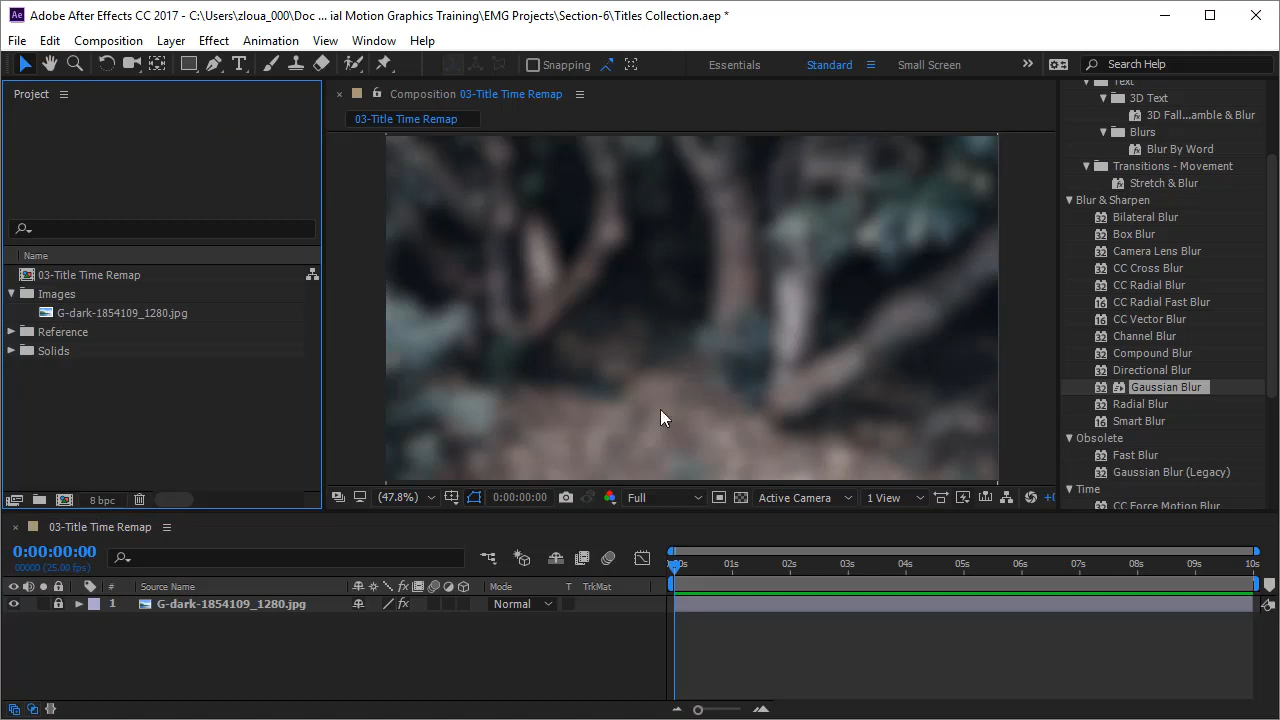 Adobe After Effects CC 2017 - C:\Users\zloua_000\Doc ... ial Motion Graphics Training\EMG Projects\Section-6\Titles Collection.aep *
File Edit Composition Layer Effect Animation View Window Help
Snapping Essentials Standard Small Screen Search Help
Project
Composition 03-Title Time Remap
03-Title Time Remap
Name
03-Title Time Remap
Images
G-dark-1854109_1280.jpg
Reference
Solids
8 bpc
(47.8%) 0:00:00:00 Full Active Camera 1 View
Text
3D Text
3D Fall...amble & Blur
Blurs
Blur By Word
Transitions - Movement
Stretch & Blur
Blur & Sharpen
Bilateral Blur
Box Blur
Camera Lens Blur
CC Cross Blur
CC Radial Blur
CC Radial Fast Blur
CC Vector Blur
Channel Blur
Compound Blur
Directional Blur
Gaussian Blur
Radial Blur
Smart Blur
Obsolete
Fast Blur
Gaussian Blur (Legacy)
Time
CC Force Motion Blur
03-Title Time Remap
0:00:00:00
00000 (25.00 fps)
01s 02s 03s 04s 05s 06s 07s 08s 09s 10s
# Source Name Mode T TrkMat
1 G-dark-1854109_1280.jpg Normal